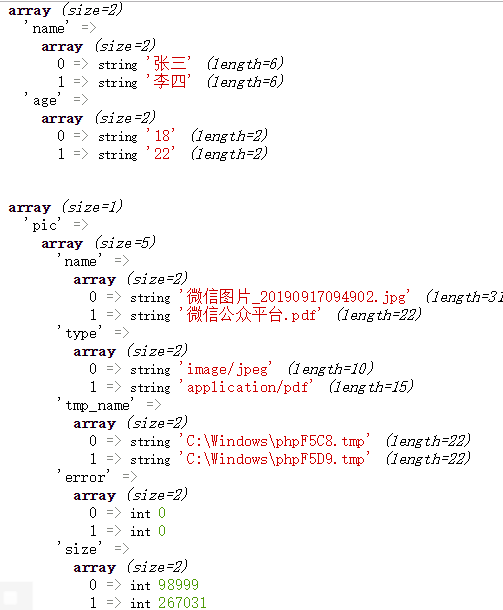 array (size=2)
'name' =>
array (size=2)
0 => string '张三' (length=6)
1 => string '李四' (length=6)
'age' =>
array (size=2)
0 => string '18' (length=2)
1 => string '22' (length=2)
array (size=1)
'pic' =>
array (size=5)
'name' =>
array (size=2)
0 => string '微信图片_20190917094902.jpg' (length=31
1 => string '微信公众平台.pdf' (length=22)
'type' =>
array (size=2)
0 => string 'image/jpeg' (length=10)
1 => string 'application/pdf' (length=15)
'tmp_name' =>
array (size=2)
0 => string 'C:\Windows\phpF5C8.tmp' (length=22)
1 => string 'C:\Windows\phpF5D9.tmp' (length=22)
'error' =>
array (size=2)
0 => int 0
1 => int 0
'size' =>
array (size=2)
0 => int 98999
1 => int 267031